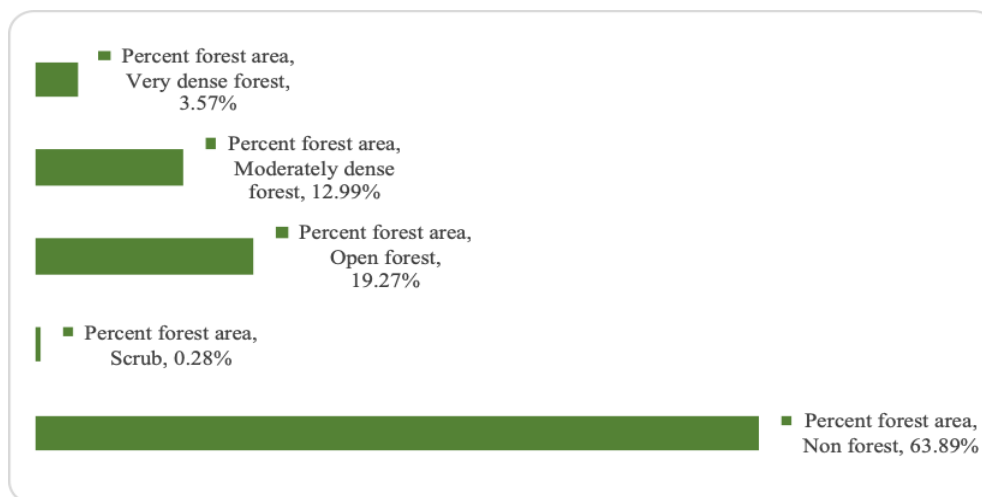 Percent forest area,
Very dense forest,
3.57%
Percent forest area,
Moderately dense
forest, 12.99%
Percent forest area,
Open forest,
19.27%
Percent forest area,
Scrub, 0.28%
Percent forest area,
Non forest, 63.89%